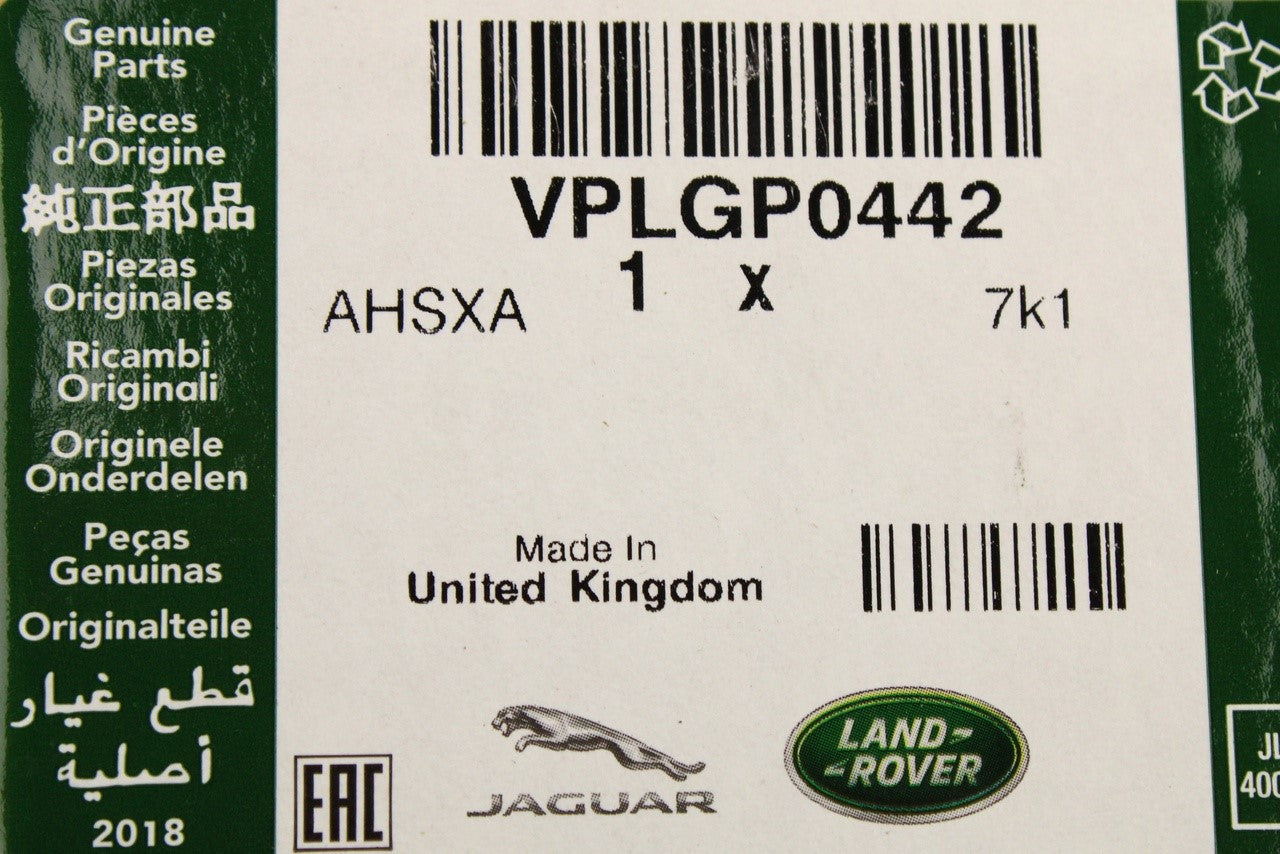 Genuine
Parts
Pièces
d'Origine
純正部品
Piezas
Originales
Ricambi
Originali
Originele
Onderdelen
Peças
Genuinas
Originalteile
قطع غيار
أصلية
2018
VPLGP0442
1 x
AHSXA
7k1
Made In
United Kingdom
EAC
JAGUAR
LAND-
-ROVER
400